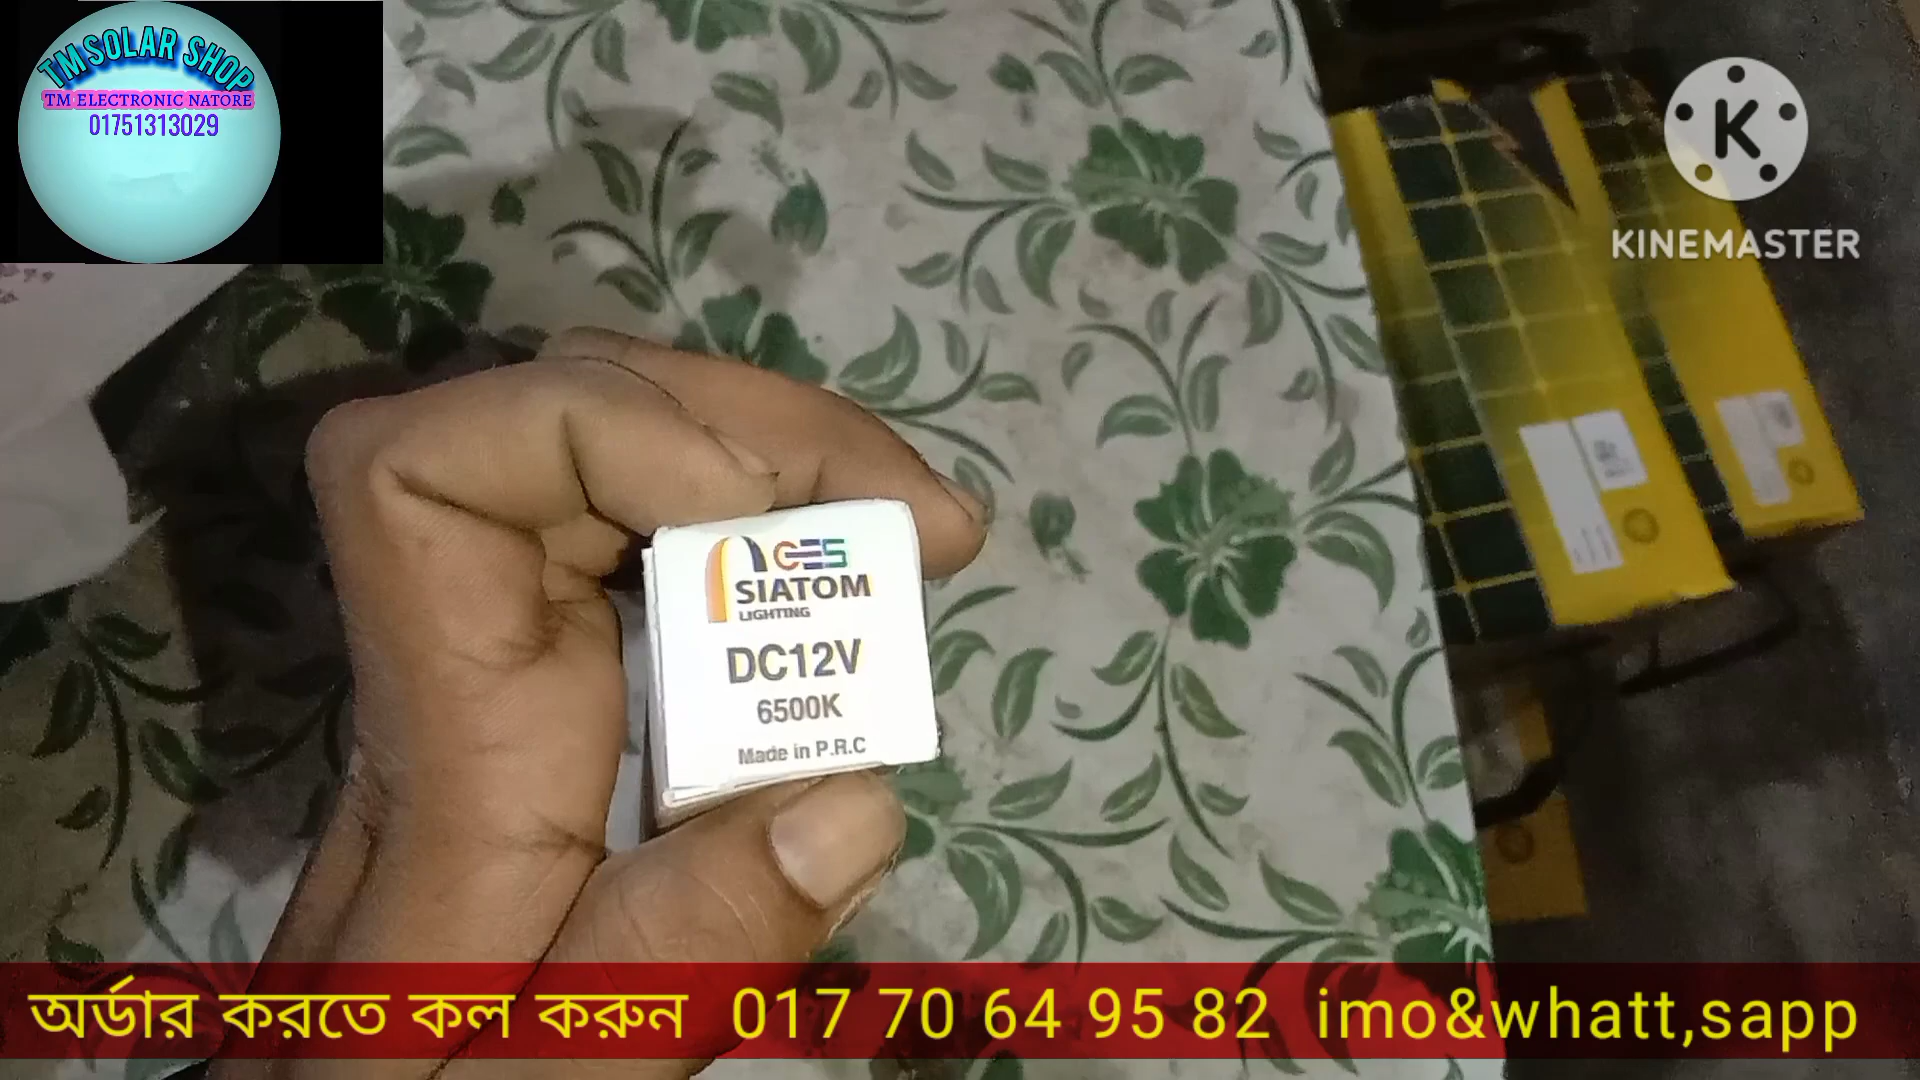 TM SOLAR SHOP
TM ELECTRONIC NATORE
01751313029
KINEMASTER
GES
SIATOM
LIGHTING
DC12V
6500K
Made in P.R.C
অর্ডার করতে কল করুন 017 70 64 95 82 imo&whatt,sapp